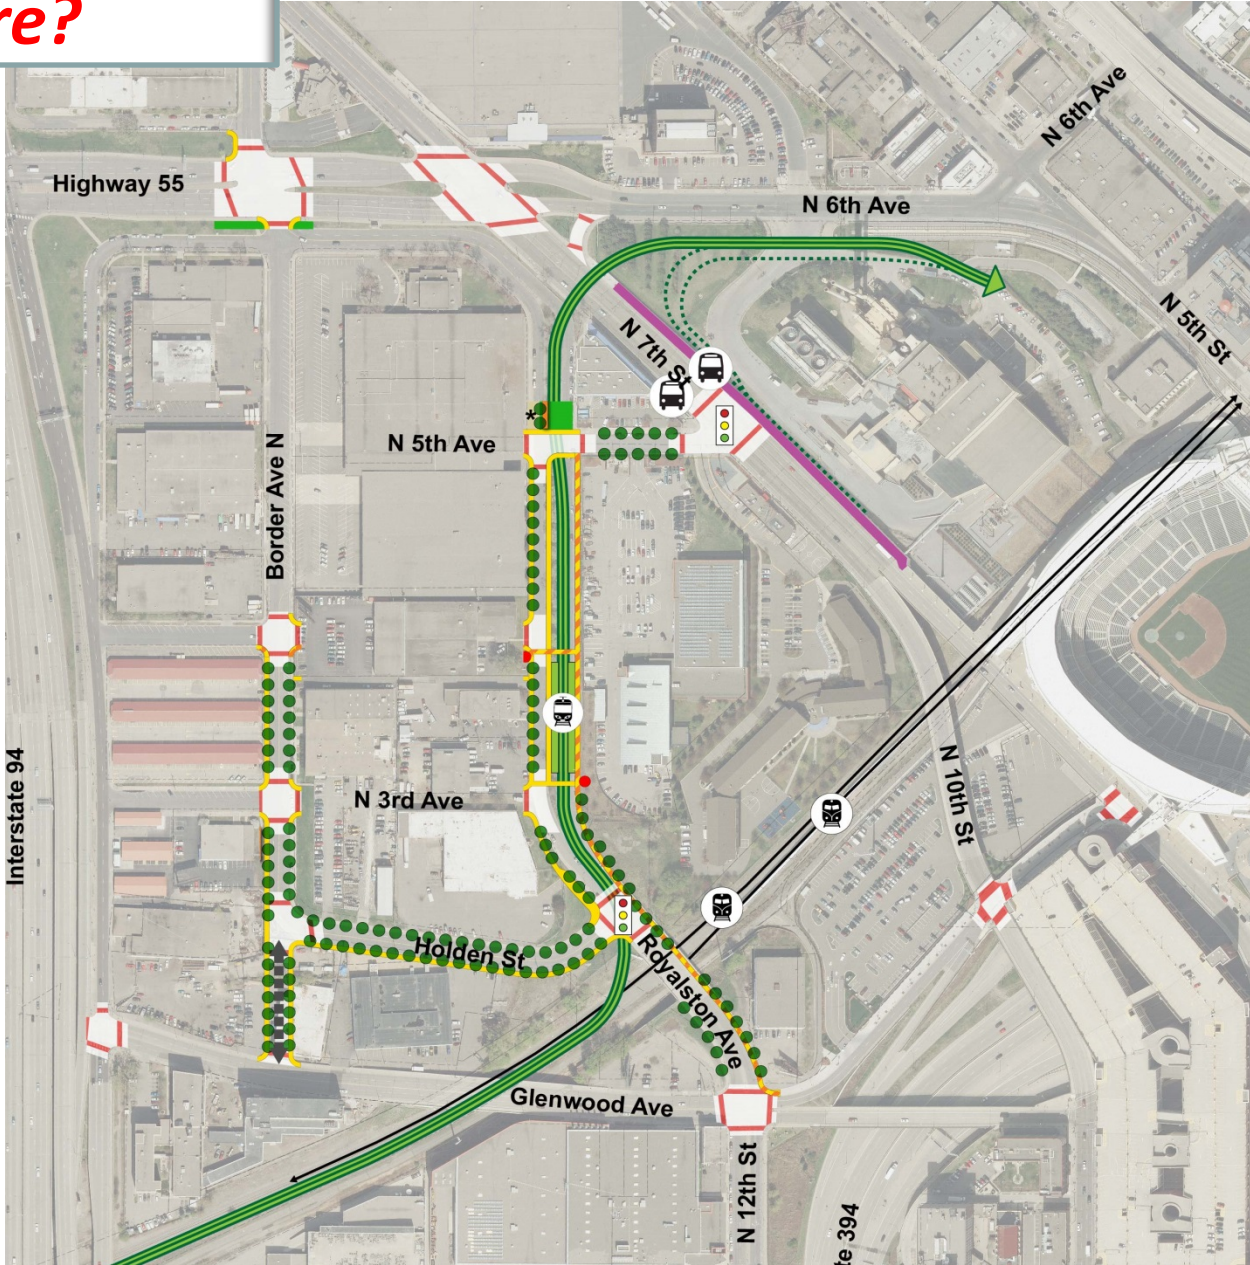 re?
N 6th Ave
Highway 55
N 6th Ave
N 5th St
N 7th St
*
N 5th Ave
Border Ave N
N 3rd Ave
N 10th St
Interstate 94
Holden St
Royalston Ave
Glenwood Ave
N 12th St
te 394